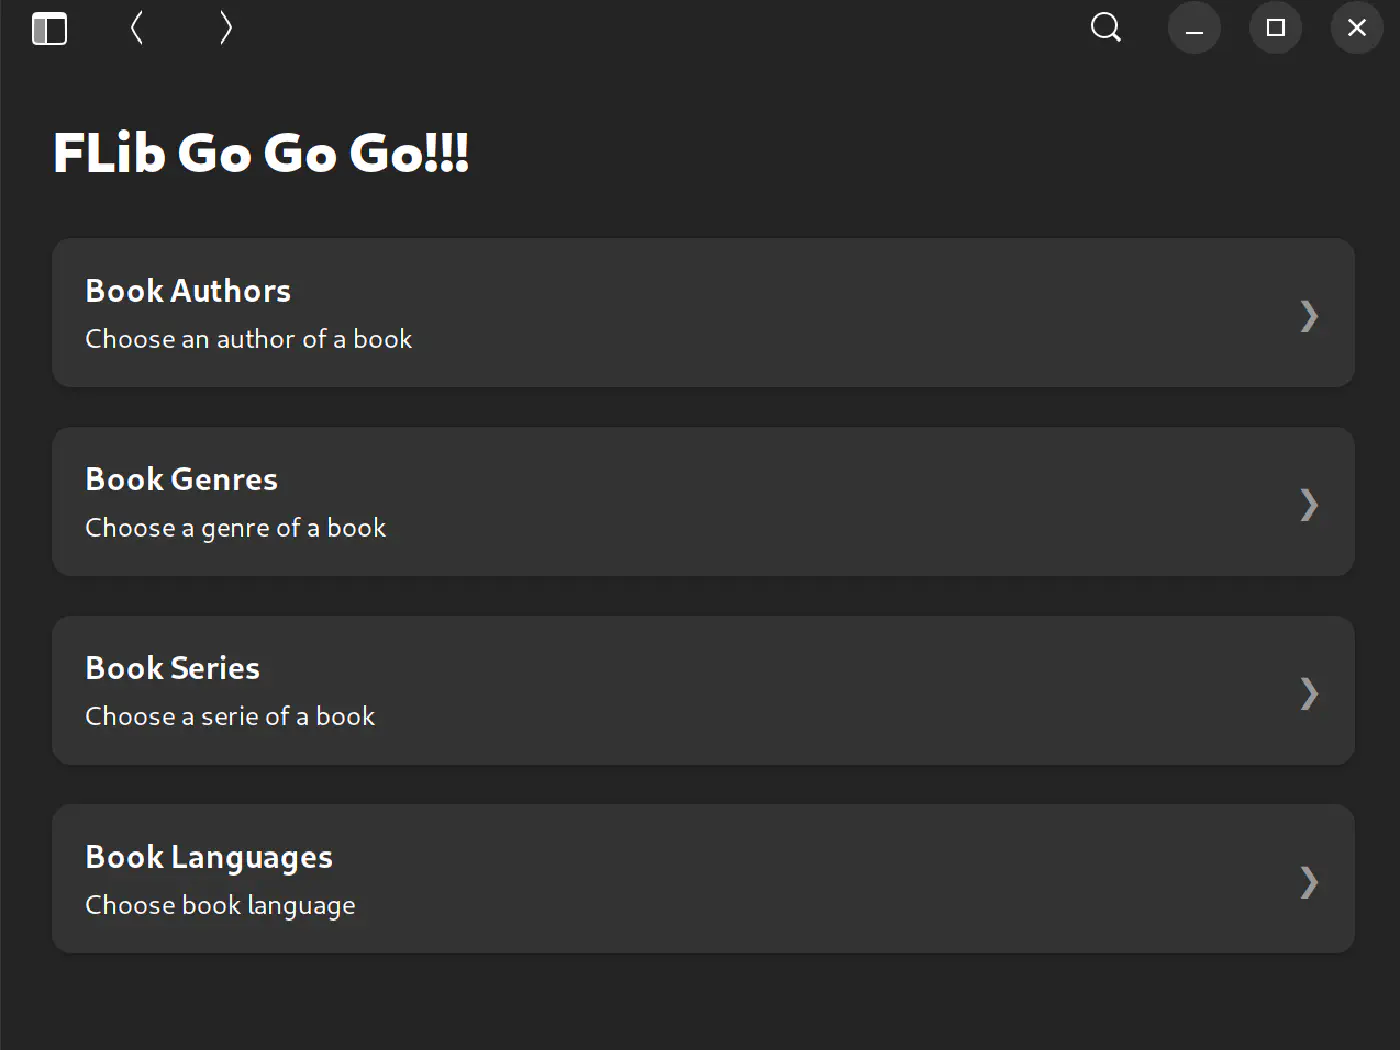 FLib Go Go Go!!!
Book Authors
Choose an author of a book
Book Genres
Choose a genre of a book
Book Series
Choose a serie of a book
Book Languages
Choose book language